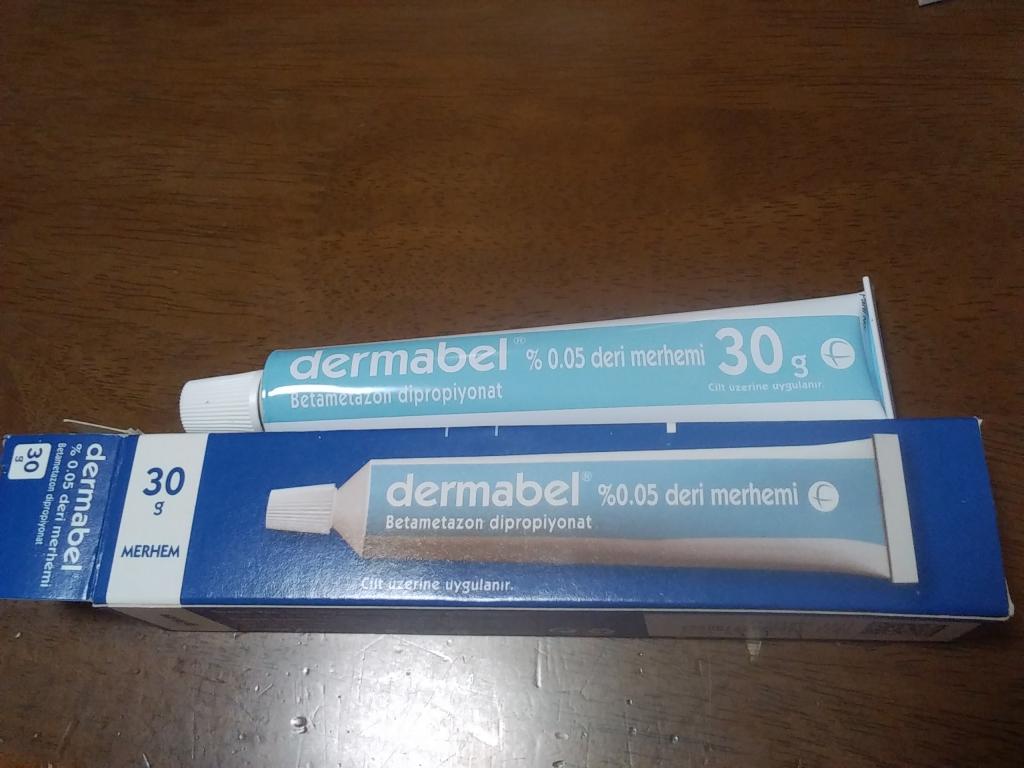 dermabel® % 0.05 deri merhemi 30 g
Betametazon dipropiyonat
Cilt üzerine uygulanır.
dermabel
% 0.05 deri merhemi
Betametazon dipropiyonat
30
g
30
g
MERHEM
dermabel® %0.05 deri merhemi
Betametazon dipropiyonat
Cilt üzerine uygulanır.